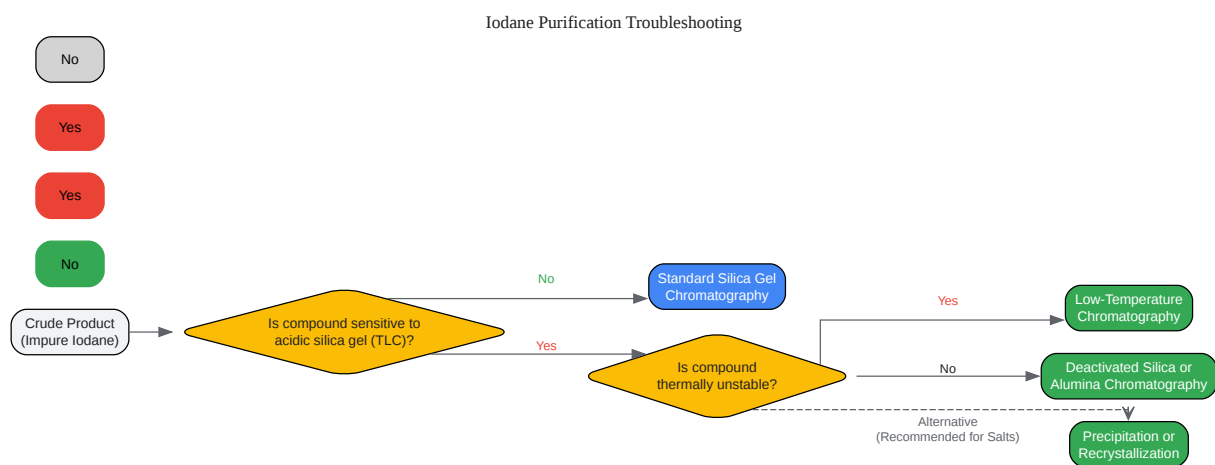 Iodane Purification Troubleshooting
No
Yes
Yes
No
Crude Product
(Impure Iodane)
Is compound sensitive to
acidic silica gel (TLC)?
No
Standard Silica Gel
Chromatography
Yes
Is compound
thermally unstable?
Yes
Low-Temperature
Chromatography
No
Deactivated Silica or
Alumina Chromatography
Alternative
(Recommended for Salts)
Precipitation or
Recrystallization